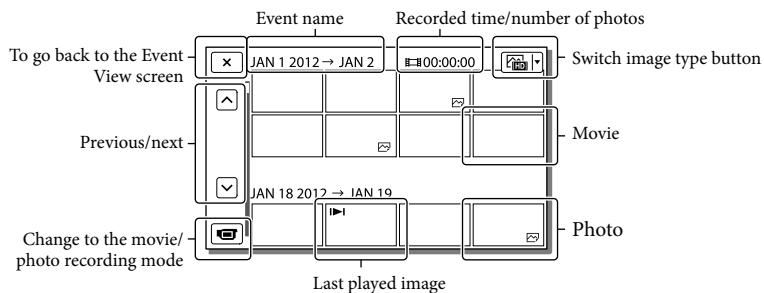 Event name
Recorded time/number of photos
To go back to the Event
View screen
JAN 1 2012 → JAN 2
00:00:00
HD
Switch image type button
Previous/next
Movie
JAN 18 2012 → JAN 19
Change to the movie/
photo recording mode
Photo
Last played image